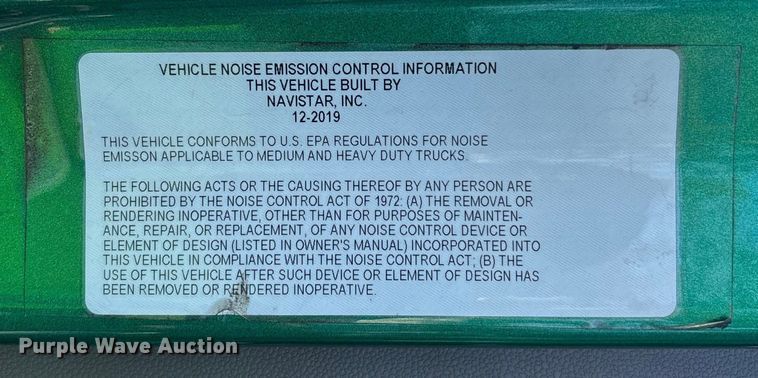 VEHICLE NOISE EMISSION CONTROL INFORMATION
THIS VEHICLE BUILT BY
NAVISTAR, INC.
12-2019
THIS VEHICLE CONFORMS TO U.S. EPA REGULATIONS FOR NOISE
EMISSON APPLICABLE TO MEDIUM AND HEAVY DUTY TRUCKS.
THE FOLLOWING ACTS OR THE CAUSING THEREOF BY ANY PERSON ARE
PROHIBITED BY THE NOISE CONTROL ACT OF 1972: (A) THE REMOVAL OR
RENDERING INOPERATIVE, OTHER THAN FOR PURPOSES OF MAINTEN-
ANCE, REPAIR, OR REPLACEMENT, OF ANY NOISE CONTROL DEVICE OR
ELEMENT OF DESIGN (LISTED IN OWNER'S MANUAL) INCORPORATED INTO
THIS VEHICLE IN COMPLIANCE WITH THE NOISE CONTROL ACT; (B) THE
USE OF THIS VEHICLE AFTER SUCH DEVICE OR ELEMENT OF DESIGN HAS
BEEN REMOVED OR RENDERED INOPERATIVE.
Purple Wave Auction